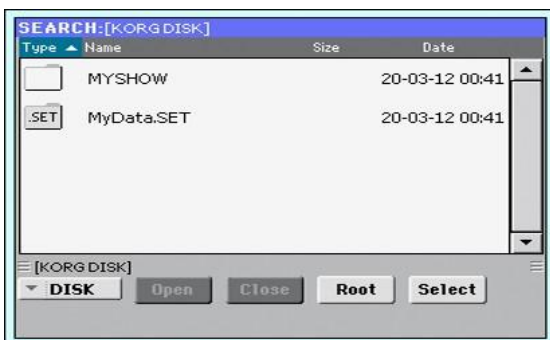 SEARCH:[KORG DISK]
Type Name Size Date
MYSHOW 20-03-12 00:41
.SET MyData.SET 20-03-12 00:41
[KORG DISK]
DISK Open Close Root Select